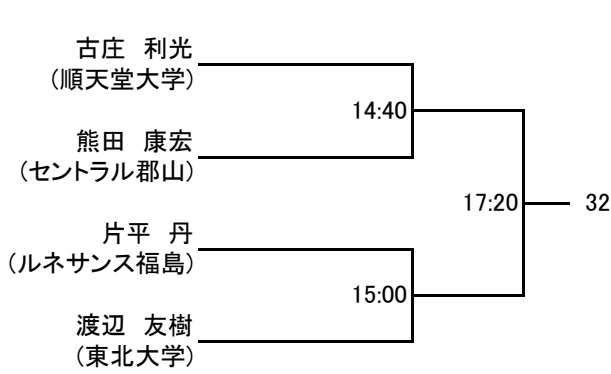 古庄　利光
(順天堂大学)
14:40
熊田　康宏
(セントラル郡山)
17:20
32
片平　丹
(ルネサンス福島)
15:00
渡辺　友樹
(東北大学)